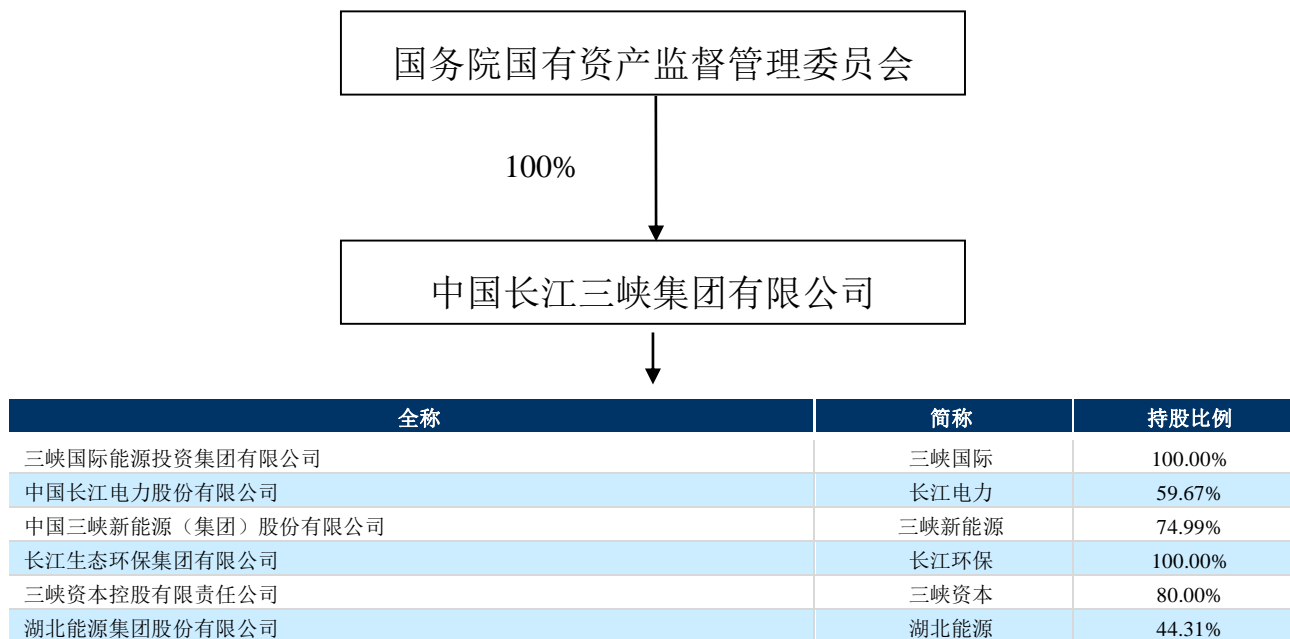 国务院国有资产监督管理委员会
100%
中国长江三峡集团有限公司
全称 简称 持股比例
三峡国际能源投资集团有限公司 三峡国际 100.00%
中国长江电力股份有限公司 长江电力 59.67%
中国三峡新能源（集团）股份有限公司 三峡新能源 74.99%
长江生态环保集团有限公司 长江环保 100.00%
三峡资本控股有限责任公司 三峡资本 80.00%
湖北能源集团股份有限公司 湖北能源 44.31%